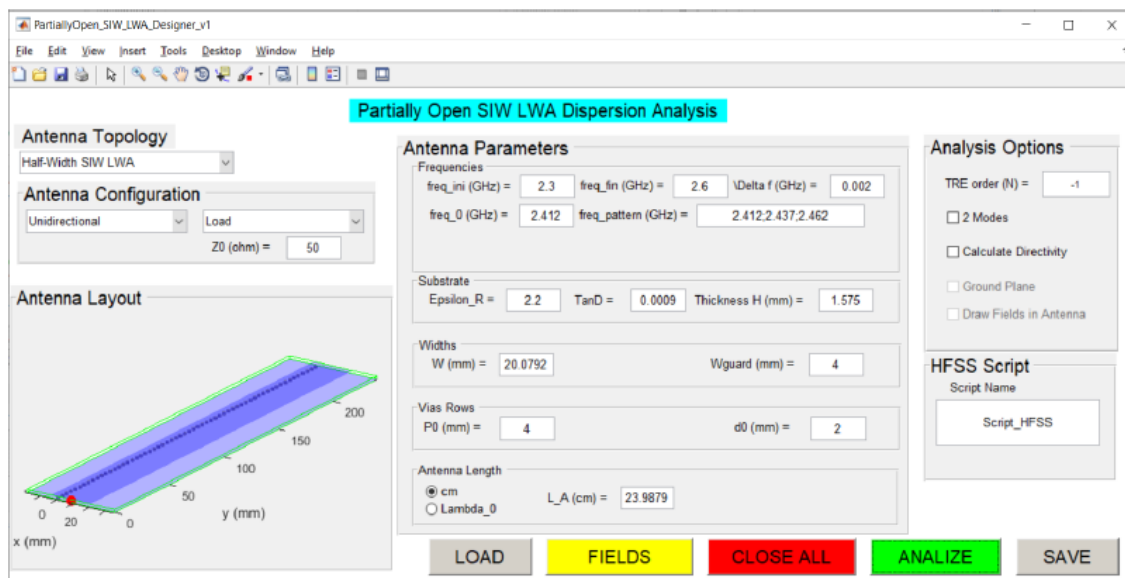 PartiallyOpen_SIW_LWA_Designer_v1
File Edit View Insert Tools Desktop Window Help
Partially Open SIW LWA Dispersion Analysis
Antenna Topology
Half-Width SIW LWA
Antenna Configuration
Unidirectional Load
Z0 (ohm) = 50
Antenna Layout
0 20 0 50 100 150 200
x (mm) y (mm)
Antenna Parameters
Frequencies
freq_ini (GHz) = 2.3 freq_fin (GHz) = 2.6 \Delta f (GHz) = 0.002
freq_0 (GHz) = 2.412 freq_pattern (GHz) = 2.412;2.437;2.462
Substrate
Epsilon_R = 2.2 TanD = 0.0009 Thickness H (mm) = 1.575
Widths
W (mm) = 20.0792 Wguard (mm) = 4
Vias Rows
P0 (mm) = 4 d0 (mm) = 2
Antenna Length
cm
Lambda_0
L_A (cm) = 23.9879
Analysis Options
TRE order (N) = -1
2 Modes
Calculate Directivity
Ground Plane
Draw Fields in Antenna
HFSS Script
Script Name
Script_HFSS
LOAD FIELDS CLOSE ALL ANALIZE SAVE